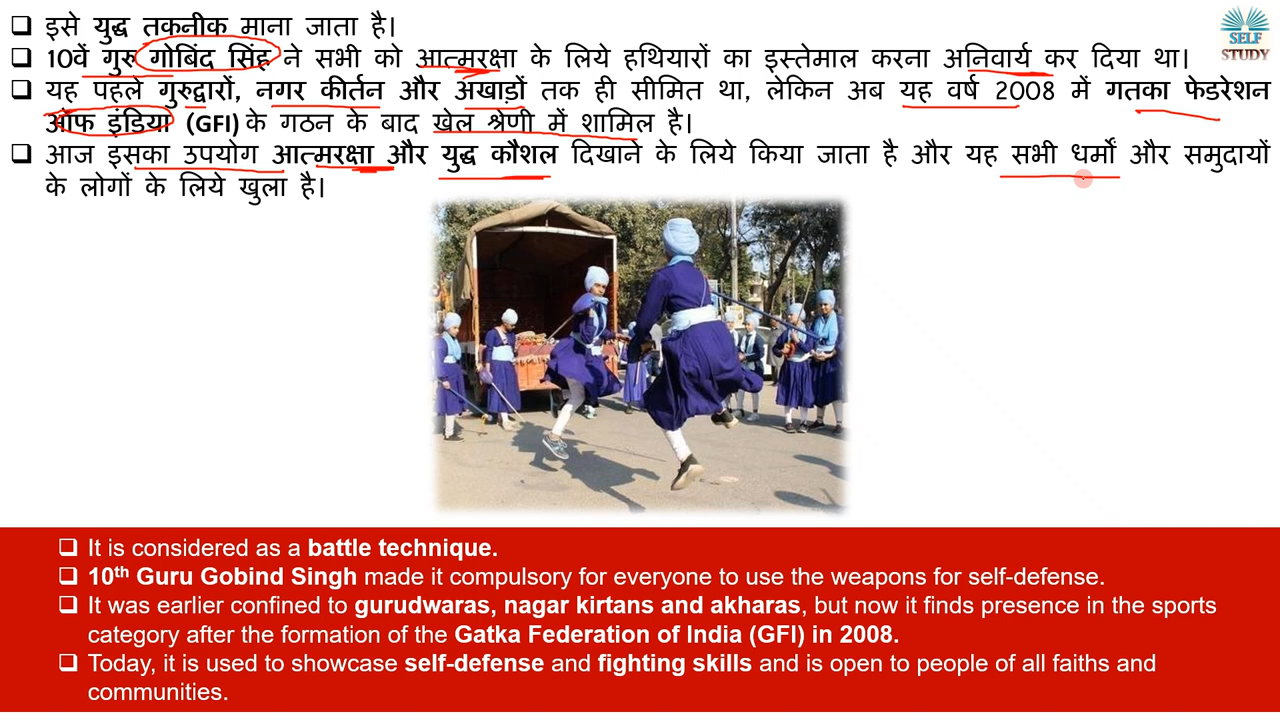 ❑ इसे युद्ध तकनीक माना जाता है।
❑ 10वें गुरु गोबिंद सिंह ने सभी को आत्मरक्षा के लिये हथियारों का इस्तेमाल करना अनिवार्य कर दिया था।
❑ यह पहले गुरुद्वारों, नगर कीर्तन और अखाड़ों तक ही सीमित था, लेकिन अब यह वर्ष 2008 में गतका फेडरेशन
ऑफ इंडिया (GFI) के गठन के बाद खेल श्रेणी में शामिल है।
❑ आज इसका उपयोग आत्मरक्षा और युद्ध कौशल दिखाने के लिये किया जाता है और यह सभी धर्मों और समुदायों
के लोगों के लिये खुला है।
SELF
STUDY
❑ It is considered as a battle technique.
❑ 10th Guru Gobind Singh made it compulsory for everyone to use the weapons for self-defense.
❑ It was earlier confined to gurudwaras, nagar kirtans and akharas, but now it finds presence in the sports
category after the formation of the Gatka Federation of India (GFI) in 2008.
❑ Today, it is used to showcase self-defense and fighting skills and is open to people of all faiths and
communities.